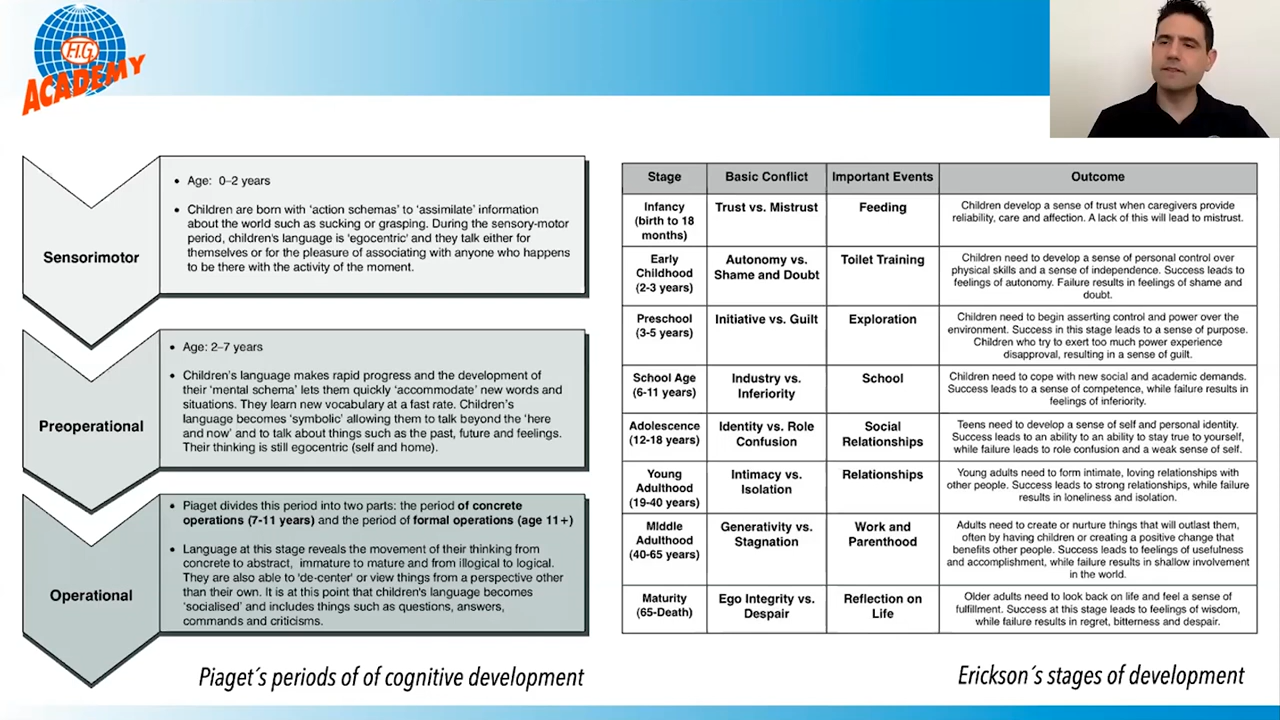 F.I.G.
ACADEMY
Sensorimotor
• Age: 0–2 years
• Children are born with ‘action schemas’ to ‘assimilate’ information
about the world such as sucking or grasping. During the sensory-motor
period, children's language is ‘egocentric’ and they talk either for
themselves or for the pleasure of associating with anyone who happens
to be there with the activity of the moment.
Preoperational
• Age: 2–7 years
• Children’s language makes rapid progress and the development of
their ‘mental schema’ lets them quickly ‘accommodate’ new words and
situations. They learn new vocabulary at a fast rate. Children’s
language becomes ‘symbolic’ allowing them to talk beyond the ‘here
and now’ and to talk about things such as the past, future and feelings.
Their thinking is still egocentric (self and home).
Operational
• Piaget divides this period into two parts: the period of concrete
operations (7-11 years) and the period of formal operations (age 11+)
• Language at this stage reveals the movement of their thinking from
concrete to abstract, immature to mature and from illogical to logical.
They are also able to 'de-center' or view things from a perspective other
than their own. It is at this point that children's language becomes
‘socialised’ and includes things such as questions, answers,
commands and criticisms.
Piaget´s periods of of cognitive development
Stage Basic Conflict Important Events Outcome
Infancy
(birth to 18
months)
Trust vs. Mistrust
Feeding
Children develop a sense of trust when caregivers provide
reliability, care and affection. A lack of this will lead to mistrust.
Early
Childhood
(2-3 years)
Autonomy vs.
Shame and Doubt
Toilet Training
Children need to develop a sense of personal control over
physical skills and a sense of independence. Success leads to
feelings of autonomy. Failure results in feelings of shame and
doubt.
Preschool
(3-5 years)
Initiative vs. Guilt
Exploration
Children need to begin asserting control and power over the
environment. Success in this stage leads to a sense of purpose.
Children who try to exert too much power experience
disapproval, resulting in a sense of guilt.
School Age
(6-11 years)
Industry vs.
Inferiority
School
Children need to cope with new social and academic demands.
Success leads to a sense of competence, while failure results in
feelings of inferiority.
Adolescence
(12-18 years)
Identity vs. Role
Confusion
Social
Relationships
Teens need to develop a sense of self and personal identity.
Success leads to an ability to an ability to stay true to yourself,
while failure leads to role confusion and a weak sense of self.
Young
Adulthood
(19-40 years)
Intimacy vs.
Isolation
Relationships
Young adults need to form intimate, loving relationships with
other people. Success leads to strong relationships, while failure
results in loneliness and isolation.
MIddle
Adulthood
(40-65 years)
Generativity vs.
Stagnation
Work and
Parenthood
Adults need to create or nurture things that will outlast them,
often by having children or creating a positive change that
benefits other people. Success leads to feelings of usefulness
and accomplishment, while failure results in shallow involvement
in the world.
Maturity
(65-Death)
Ego Integrity vs.
Despair
Reflection on
Life
Older adults need to look back on life and feel a sense of
fulfillment. Success at this stage leads to feelings of wisdom,
while failure results in regret, bitterness and despair.
Erickson´s stages of development